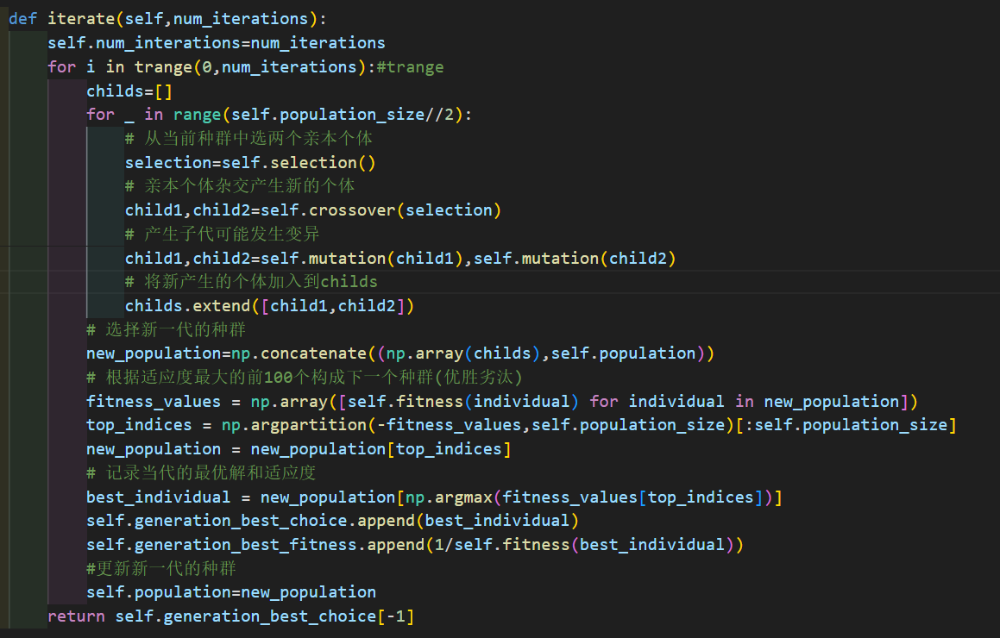 def iterate(self,num_iterations):
self.num_interations=num_iterations
for i in trange(0,num_iterations):#trange
childs=[]
for _ in range(self.population_size//2):
# 从当前种群中选两个亲本个体
selection=self.selection()
# 亲本个体杂交产生新的个体
child1,child2=self.crossover(selection)
# 产生子代可能发生变异
child1,child2=self.mutation(child1),self.mutation(child2)
# 将新产生的个体加入到childs
childs.extend([child1,child2])
# 选择新一代的种群
new_population=np.concatenate((np.array(childs),self.population))
# 根据适应度最大的前100个构成下一个种群(优胜劣汰)
fitness_values = np.array([self.fitness(individual) for individual in new_population])
top_indices = np.argpartition(-fitness_values,self.population_size)[:self.population_size]
new_population = new_population[top_indices]
# 记录当代的最优解和适应度
best_individual = new_population[np.argmax(fitness_values[top_indices])]
self.generation_best_choice.append(best_individual)
self.generation_best_fitness.append(1/self.fitness(best_individual))
#更新新一代的种群
self.population=new_population
return self.generation_best_choice[-1]